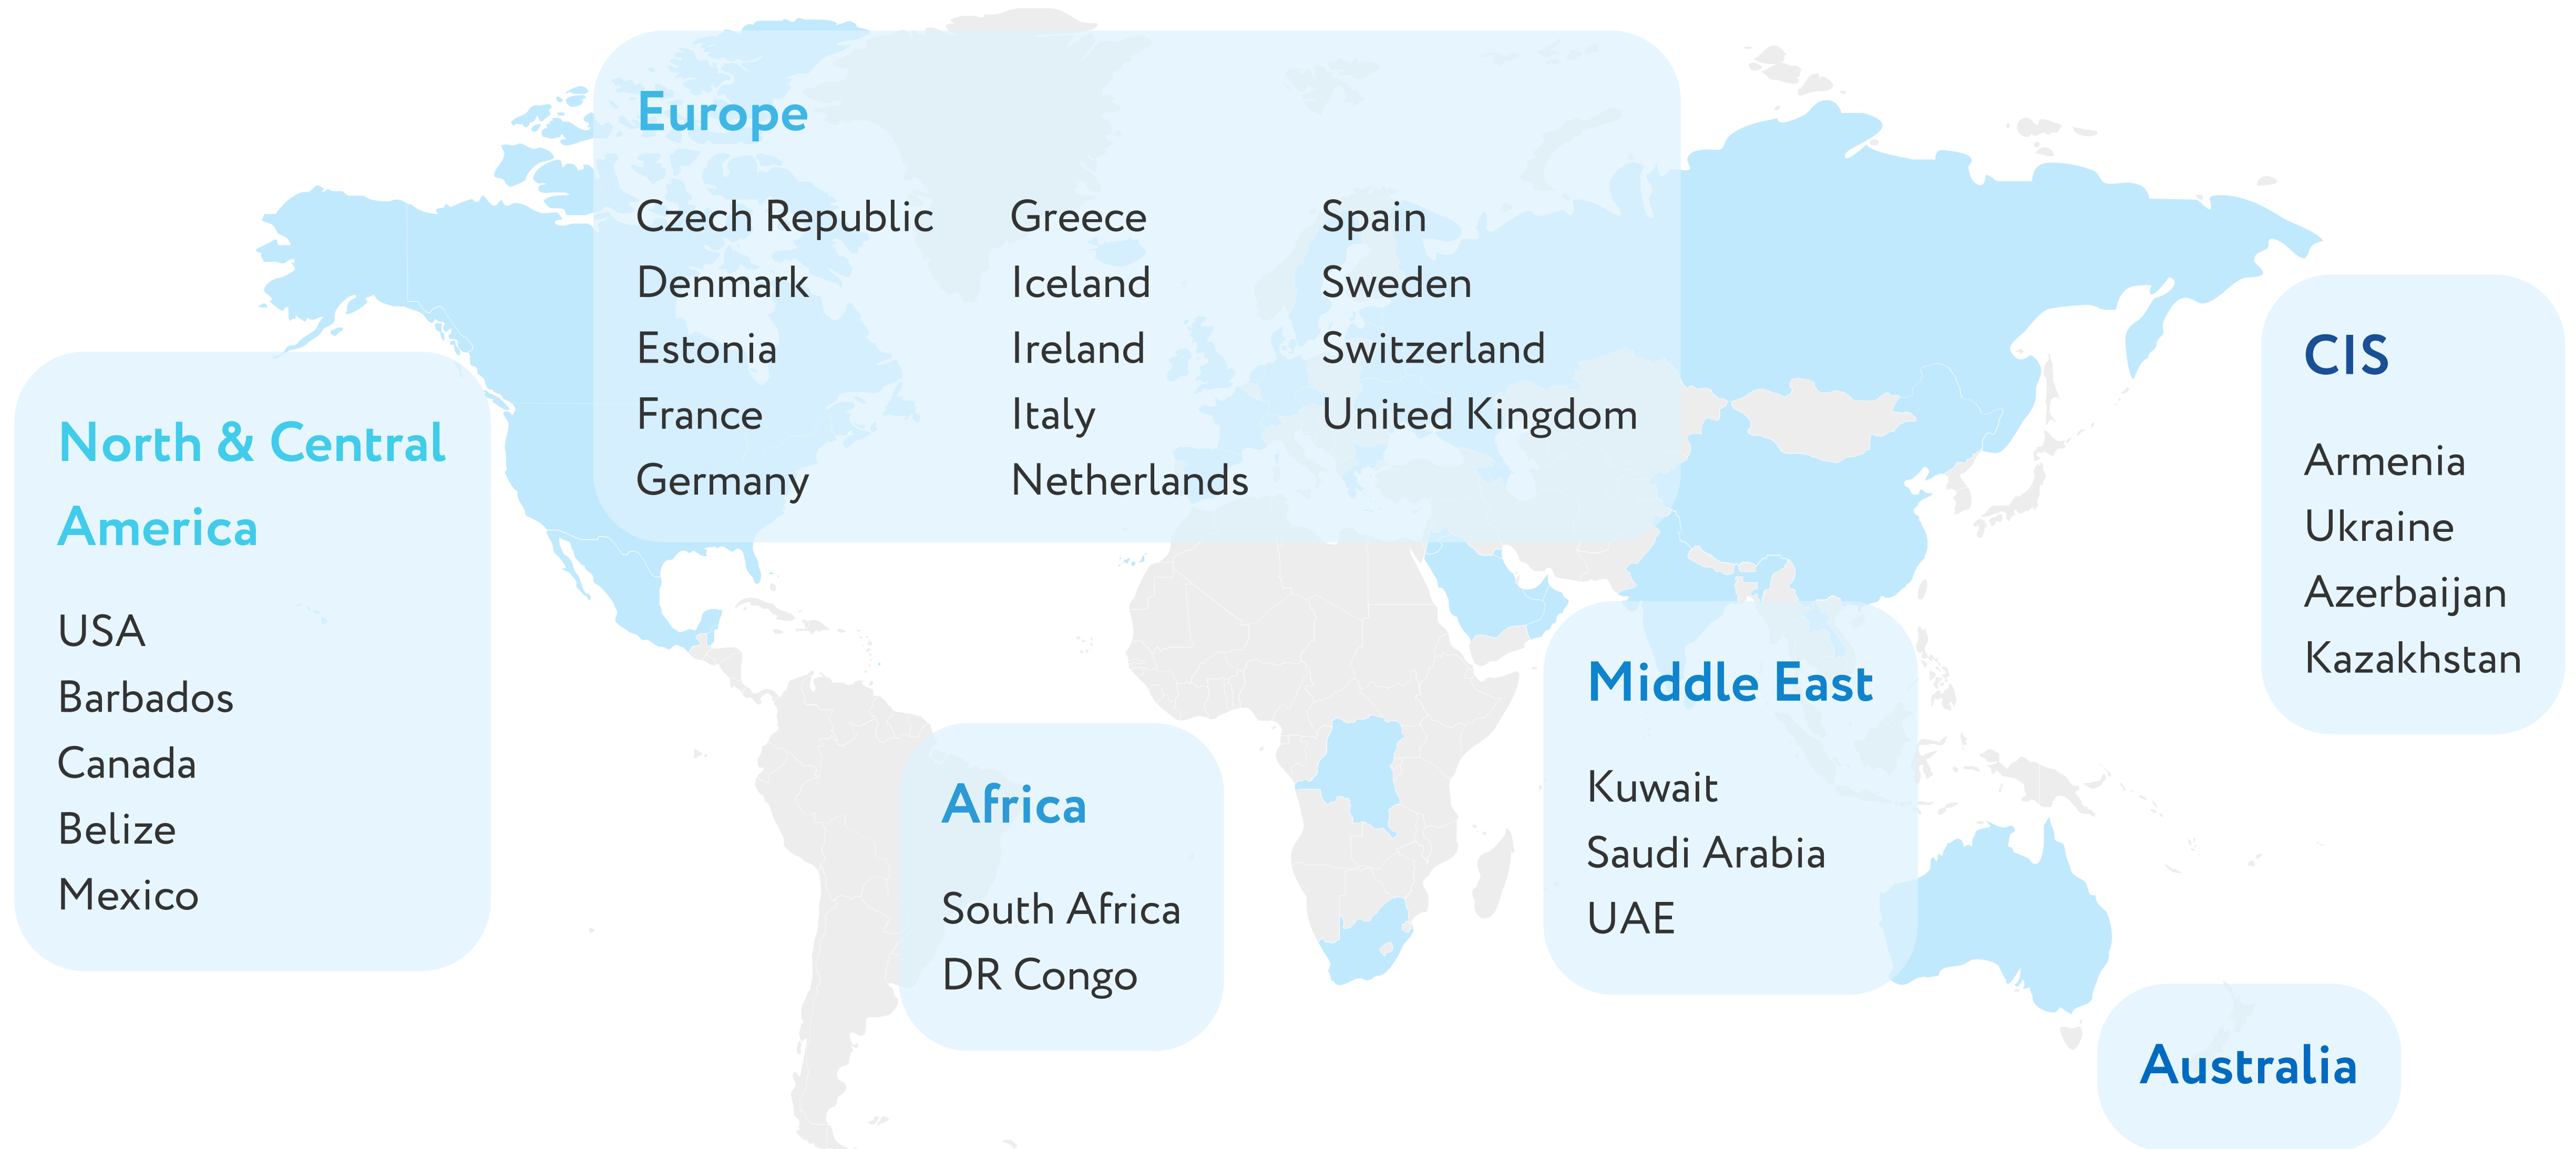 Europe
Czech Republic
Denmark
Estonia
France
Germany
Greece
Iceland
Ireland
Italy
Netherlands
Spain
Sweden
Switzerland
United Kingdom
North & Central
America
USA
Barbados
Canada
Belize
Mexico
Africa
South Africa
DR Congo
Middle East
Kuwait
Saudi Arabia
UAE
CIS
Armenia
Ukraine
Azerbaijan
Kazakhstan
Australia